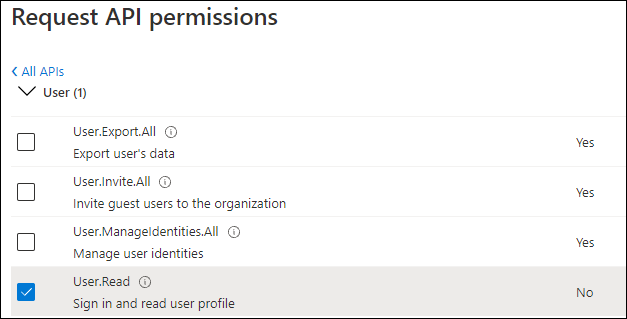 Request API permissions
All APIs
User (1)
User.Export.All
Export user's data
Yes
User.Invite.All
Invite guest users to the organization
Yes
User.ManageIdentities.All
Manage user identities
Yes
User.Read
Sign in and read user profile
No